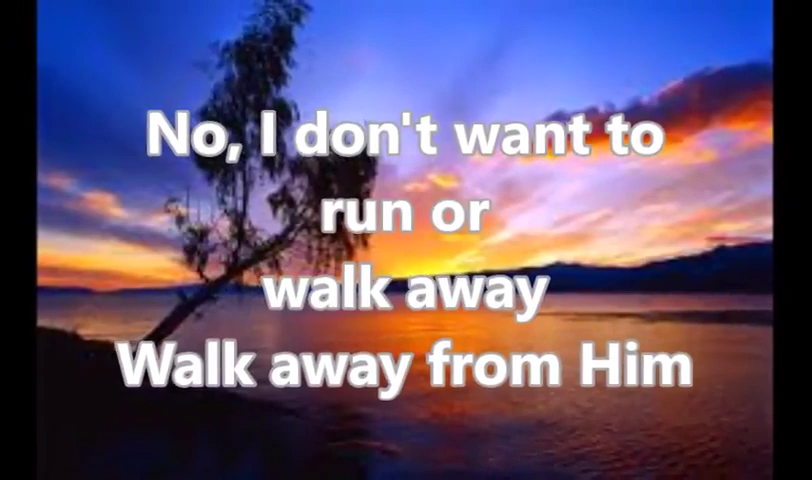 No, I don't want to
run or
walk away
Walk away from Him